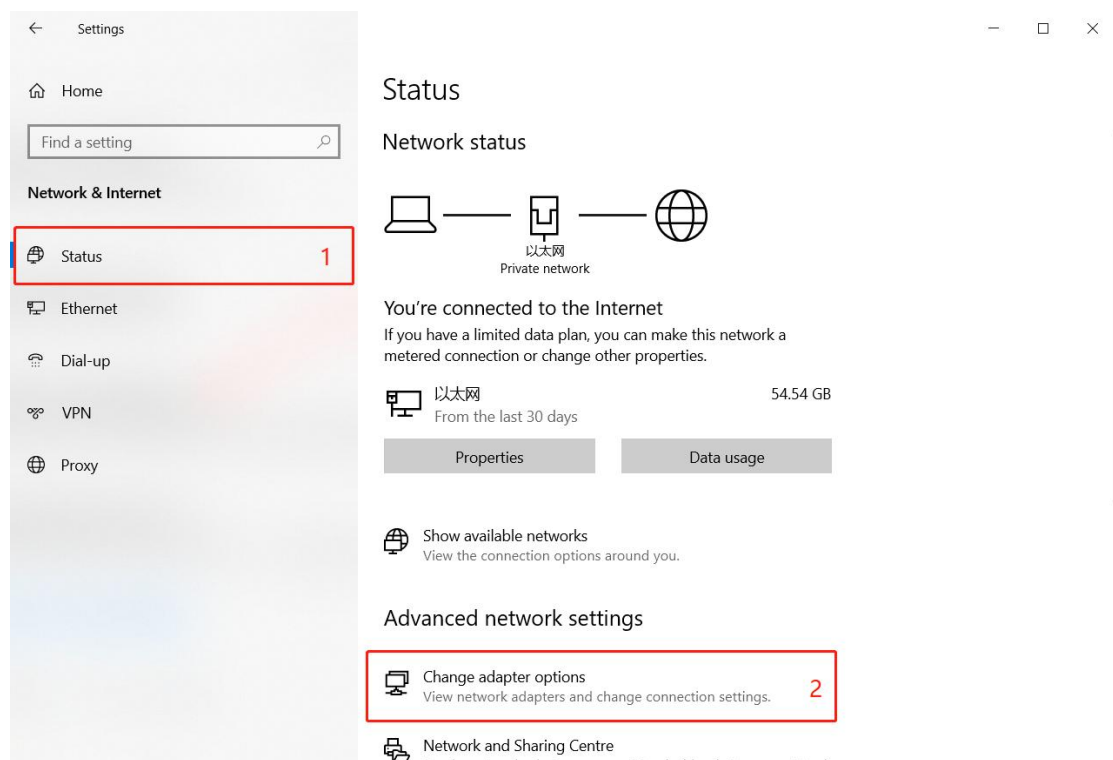 Settings
Home
Find a setting
Network & Internet
Status
1
Ethernet
Dial-up
VPN
Proxy
Status
Network status
以太网
Private network
You're connected to the Internet
If you have a limited data plan, you can make this network a
metered connection or change other properties.
以太网
54.54 GB
From the last 30 days
Properties
Data usage
Show available networks
View the connection options around you.
Advanced network settings
Change adapter options
View network adapters and change connection settings.
2
Network and Sharing Centre